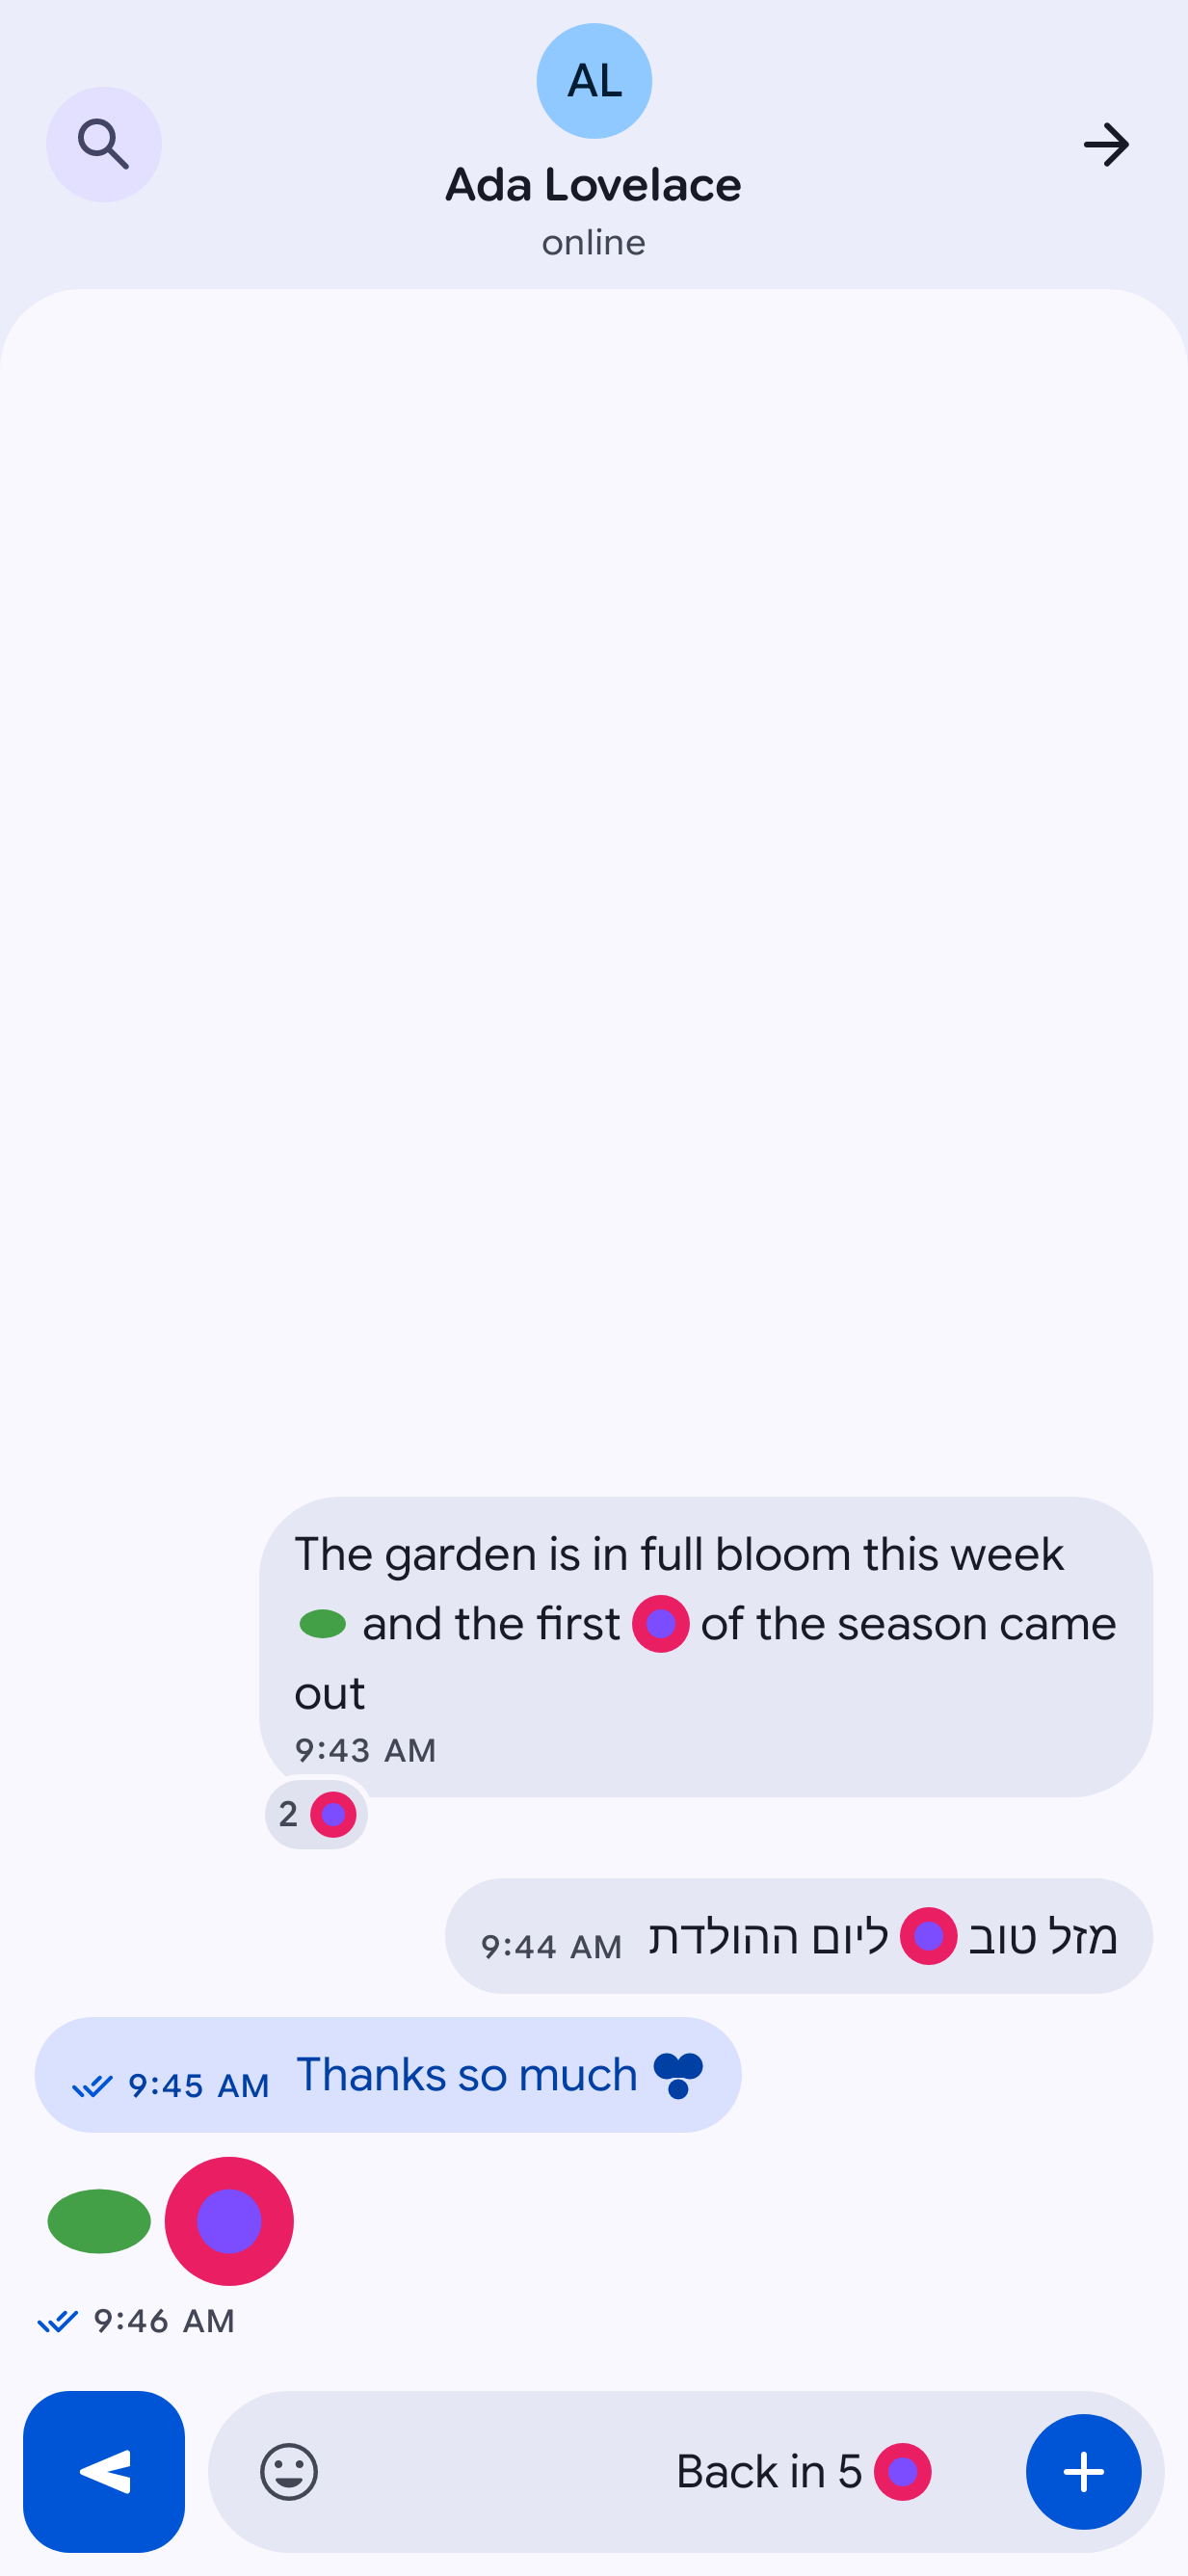 AL
Ada Lovelace
online
The garden is in full bloom this week
and the first of the season came
out
9:43 AM
2
מזל טוב ליום ההולדת
9:44 AM
Thanks so much
9:45 AM
9:46 AM
Back in 5